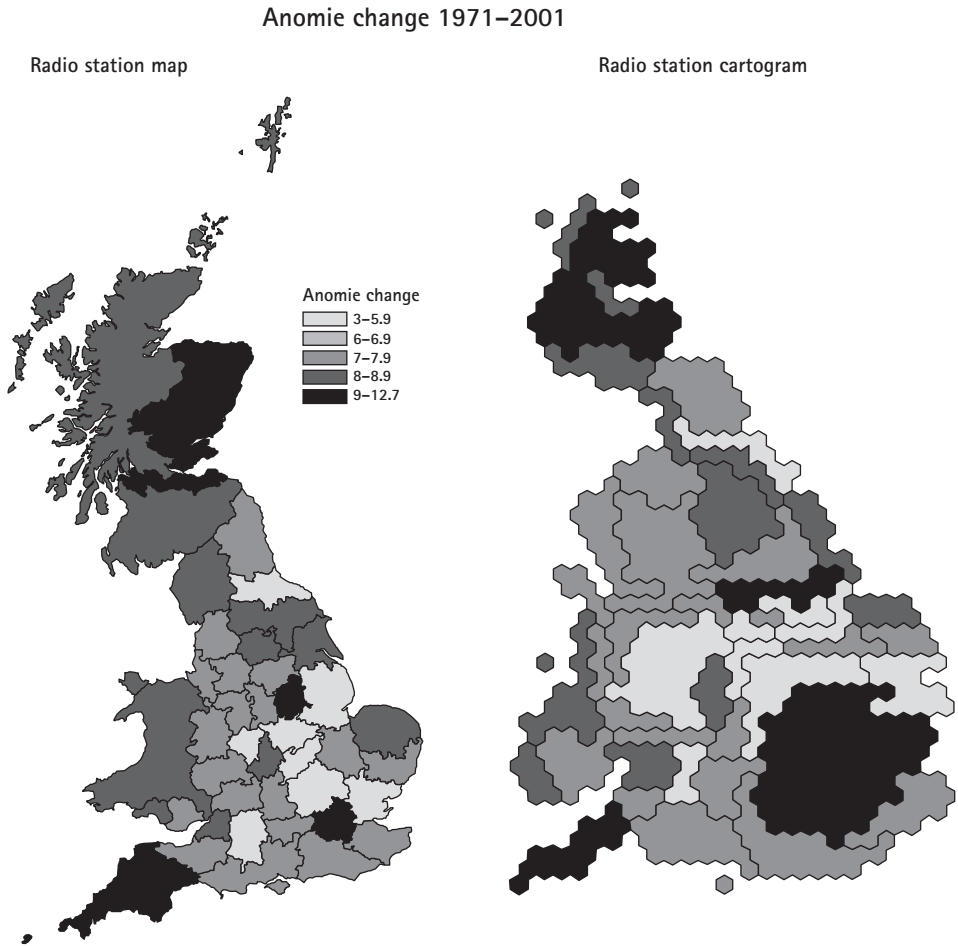 Anomie change 1971–2001
Radio station map
Radio station cartogram
Anomie change
3–5.9
6–6.9
7–7.9
8–8.9
9–12.7